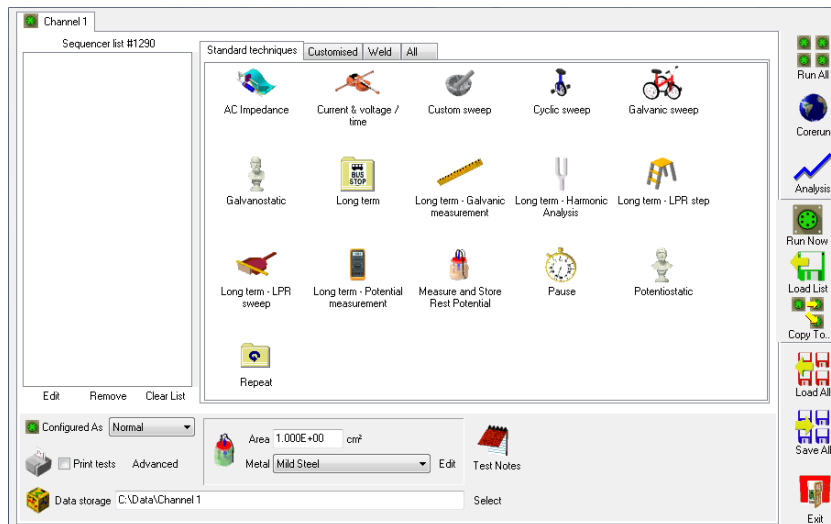 Channel 1
Sequencer list #1290
Standard techniques
Customised
Weld
All
AC Impedance
Current & voltage /
time
Custom sweep
Cyclic sweep
Galvanic sweep
Galvanostatic
BUS
STOP
Long term
Long term - Galvanic
measurement
Long term - Harmonic
Analysis
Long term - LPR step
Long term - LPR
sweep
Long term - Potential
measurement
Measure and Store
Rest Potential
Pause
Potentiostatic
Repeat
Edit
Remove
Clear List
Configured As
Normal
Print tests
Advanced
Area
1.000E+00
cm²
Metal
Mild Steel
Edit
Test Notes
Data storage
C:\Data\Channel 1
Select
Run All
Corerun
Analysis
Run Now
Load List
Copy To..
Load All
Save All
Exit